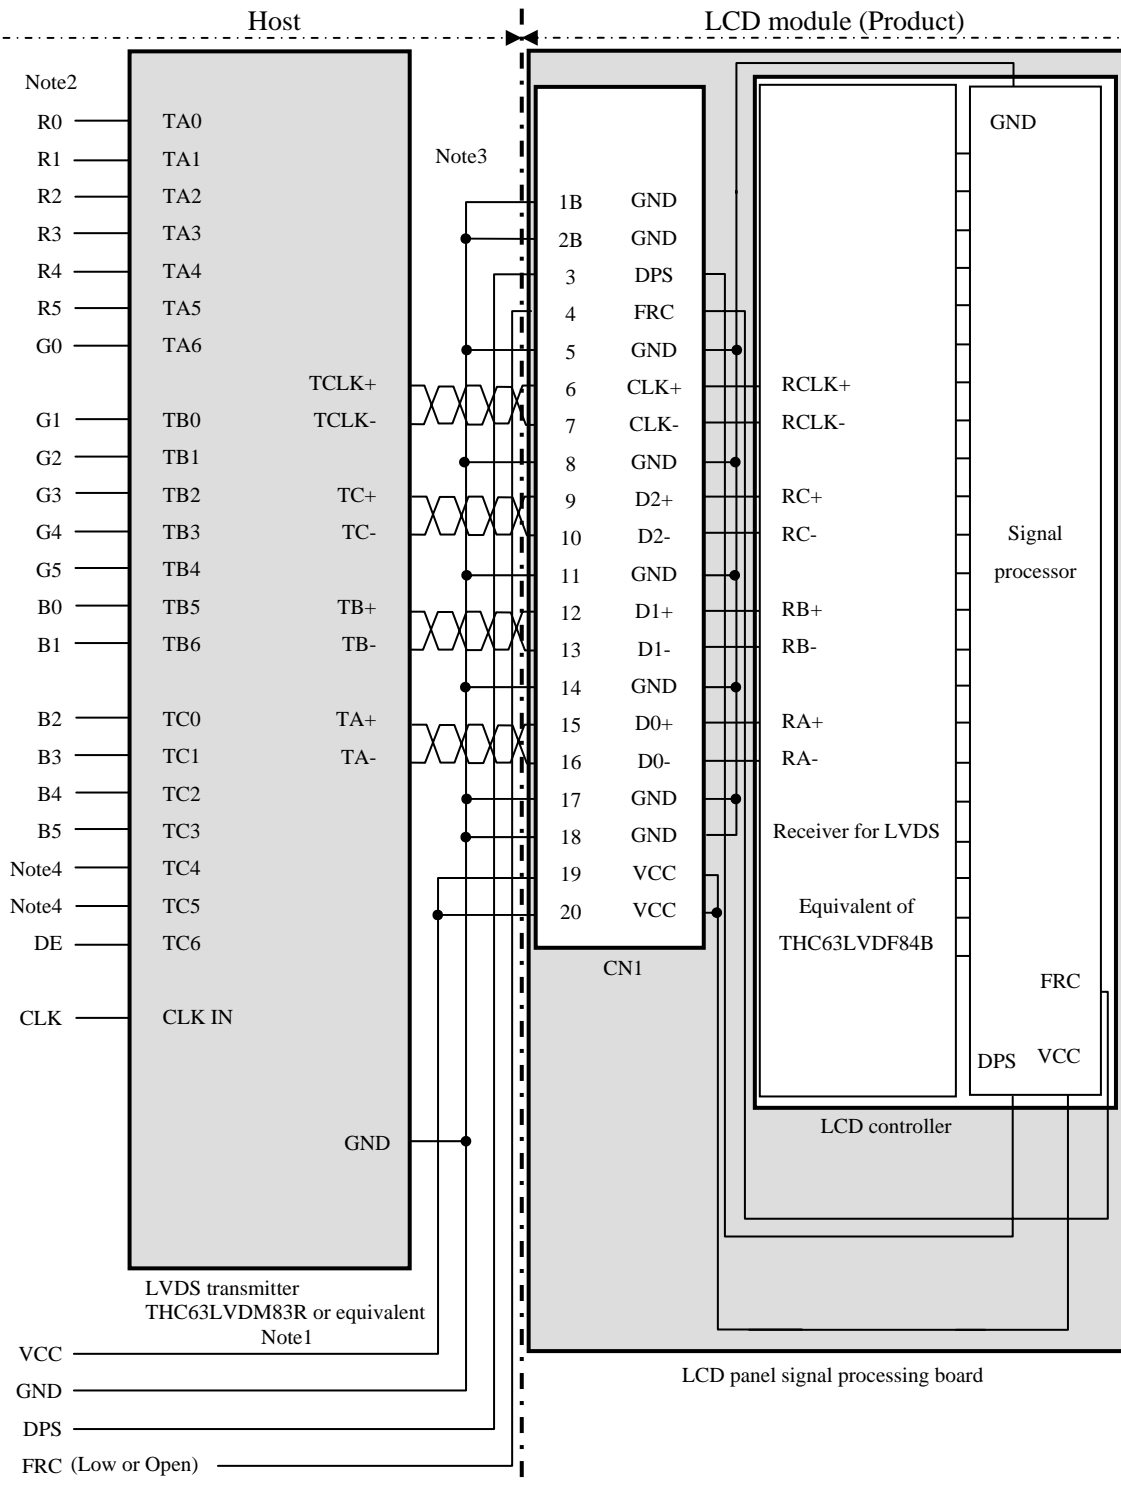 Host
LCD module (Product)
Note2
R0 TA0
R1 TA1
R2 TA2
R3 TA3
R4 TA4
R5 TA5
G0 TA6
TCLK+
G1 TB0 TCLK-
G2 TB1
G3 TB2 TC+
G4 TB3 TC-
G5 TB4
B0 TB5 TB+
B1 TB6 TB-
B2 TC0 TA+
B3 TC1 TA-
B4 TC2
B5 TC3
Note4 TC4
Note4 TC5
DE TC6
CLK CLK IN
GND
LVDS transmitter
THC63LVDM83R or equivalent
Note1
VCC
GND
DPS
FRC (Low or Open)
Note3
1B GND
2B GND
3 DPS
4 FRC
5 GND
6 CLK+
7 CLK-
8 GND
9 D2+
10 D2-
11 GND
12 D1+
13 D1-
14 GND
15 D0+
16 D0-
17 GND
18 GND
19 VCC
20 VCC
CN1
RCLK+
RCLK-
RC+
RC-
RB+
RB-
RA+
RA-
Receiver for LVDS
Equivalent of
THC63LVDF84B
GND
Signal
processor
FRC
DPS VCC
LCD controller
LCD panel signal processing board